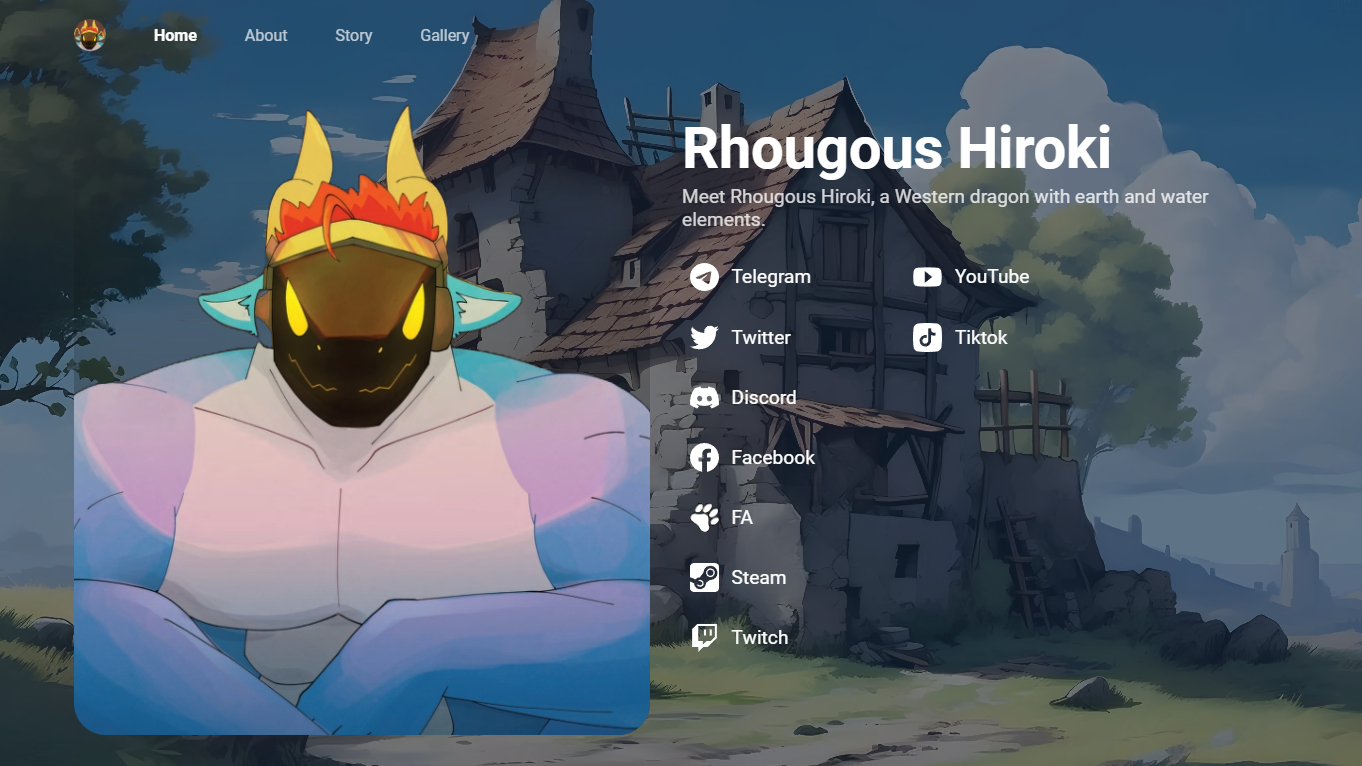 Home About Story Gallery
Rhougous Hiroki
Meet Rhougous Hiroki, a Western dragon with earth and water
elements.
Telegram YouTube
Twitter Tiktok
Discord
Facebook
FA
Steam
Twitch